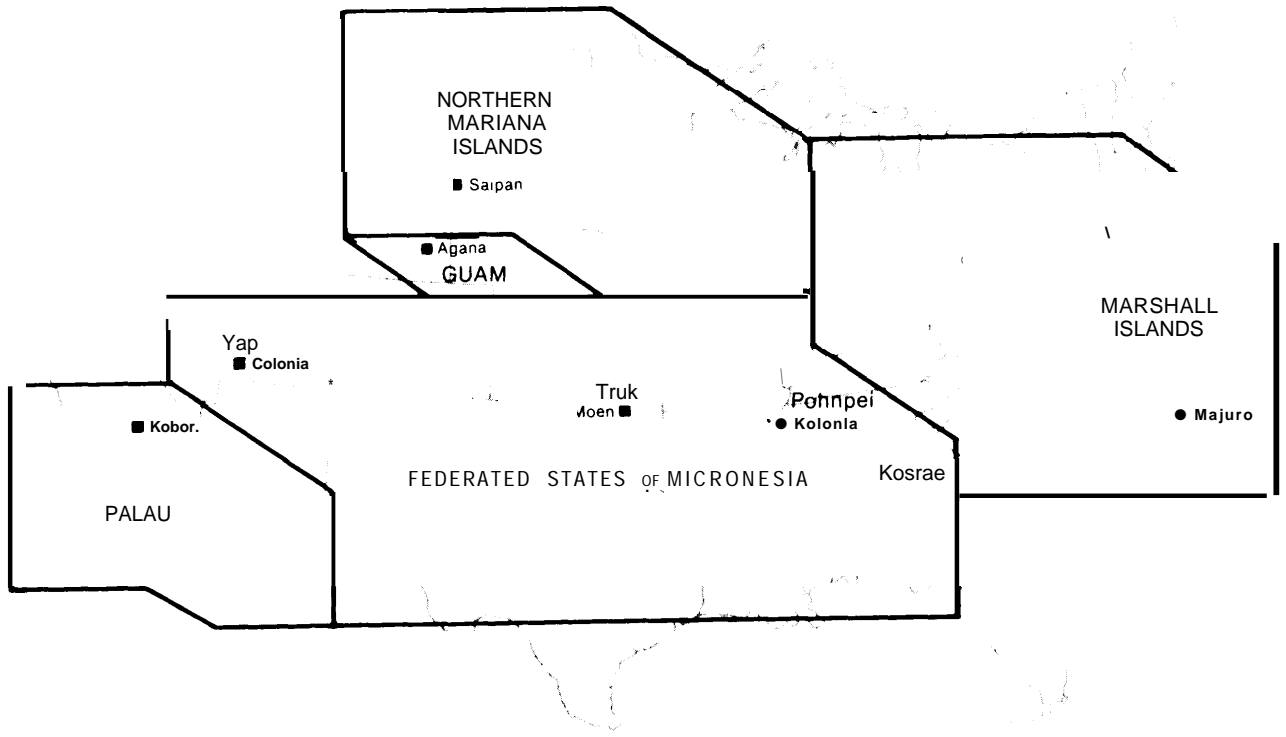 NORTHERN
MARIANA
ISLANDS
Saipan
Agana
GUAM
MARSHALL
ISLANDS
Yap
Colonia
Truk
Moen
Pohnpei
Kolonia
Majuro
Kobor.
Kosrae
FEDERATED STATES OF MICRONESIA
PALAU